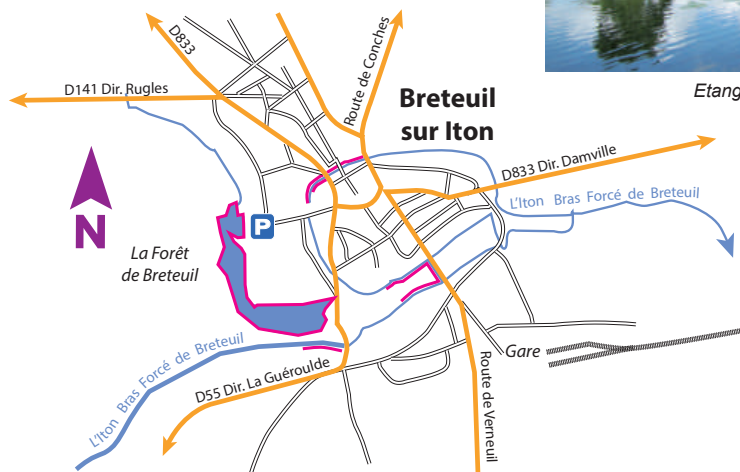 D833
Route de Conches
Etang
D141 Dir. Rugles
Breteuil
sur Iton
D833 Dir. Damville
L'Iton Bras Forcé de Breteuil
P
N
La Forêt
de Breteuil
Gare
L'Iton Bras Forcé de Breteuil
D55 Dir. La Guéroulde
Route de Verneuil